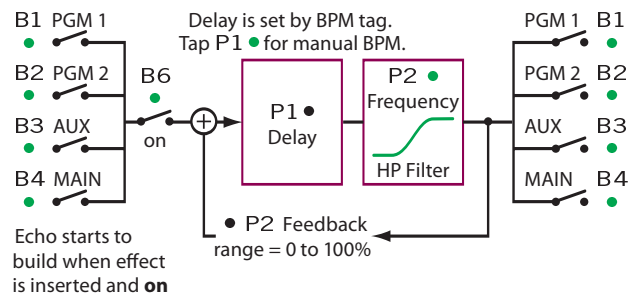 B1 PGM 1
Delay is set by BPM tag.
Tap P1 for manual BPM.
PGM 1 B1
B2 PGM 2
B6
on
+
P1
Delay
P2
Frequency
HP Filter
PGM 2 B2
B3 AUX
AUX B3
B4 MAIN
MAIN B4
P2 Feedback
range = 0 to 100%
Echo starts to
build when effect
is inserted and on